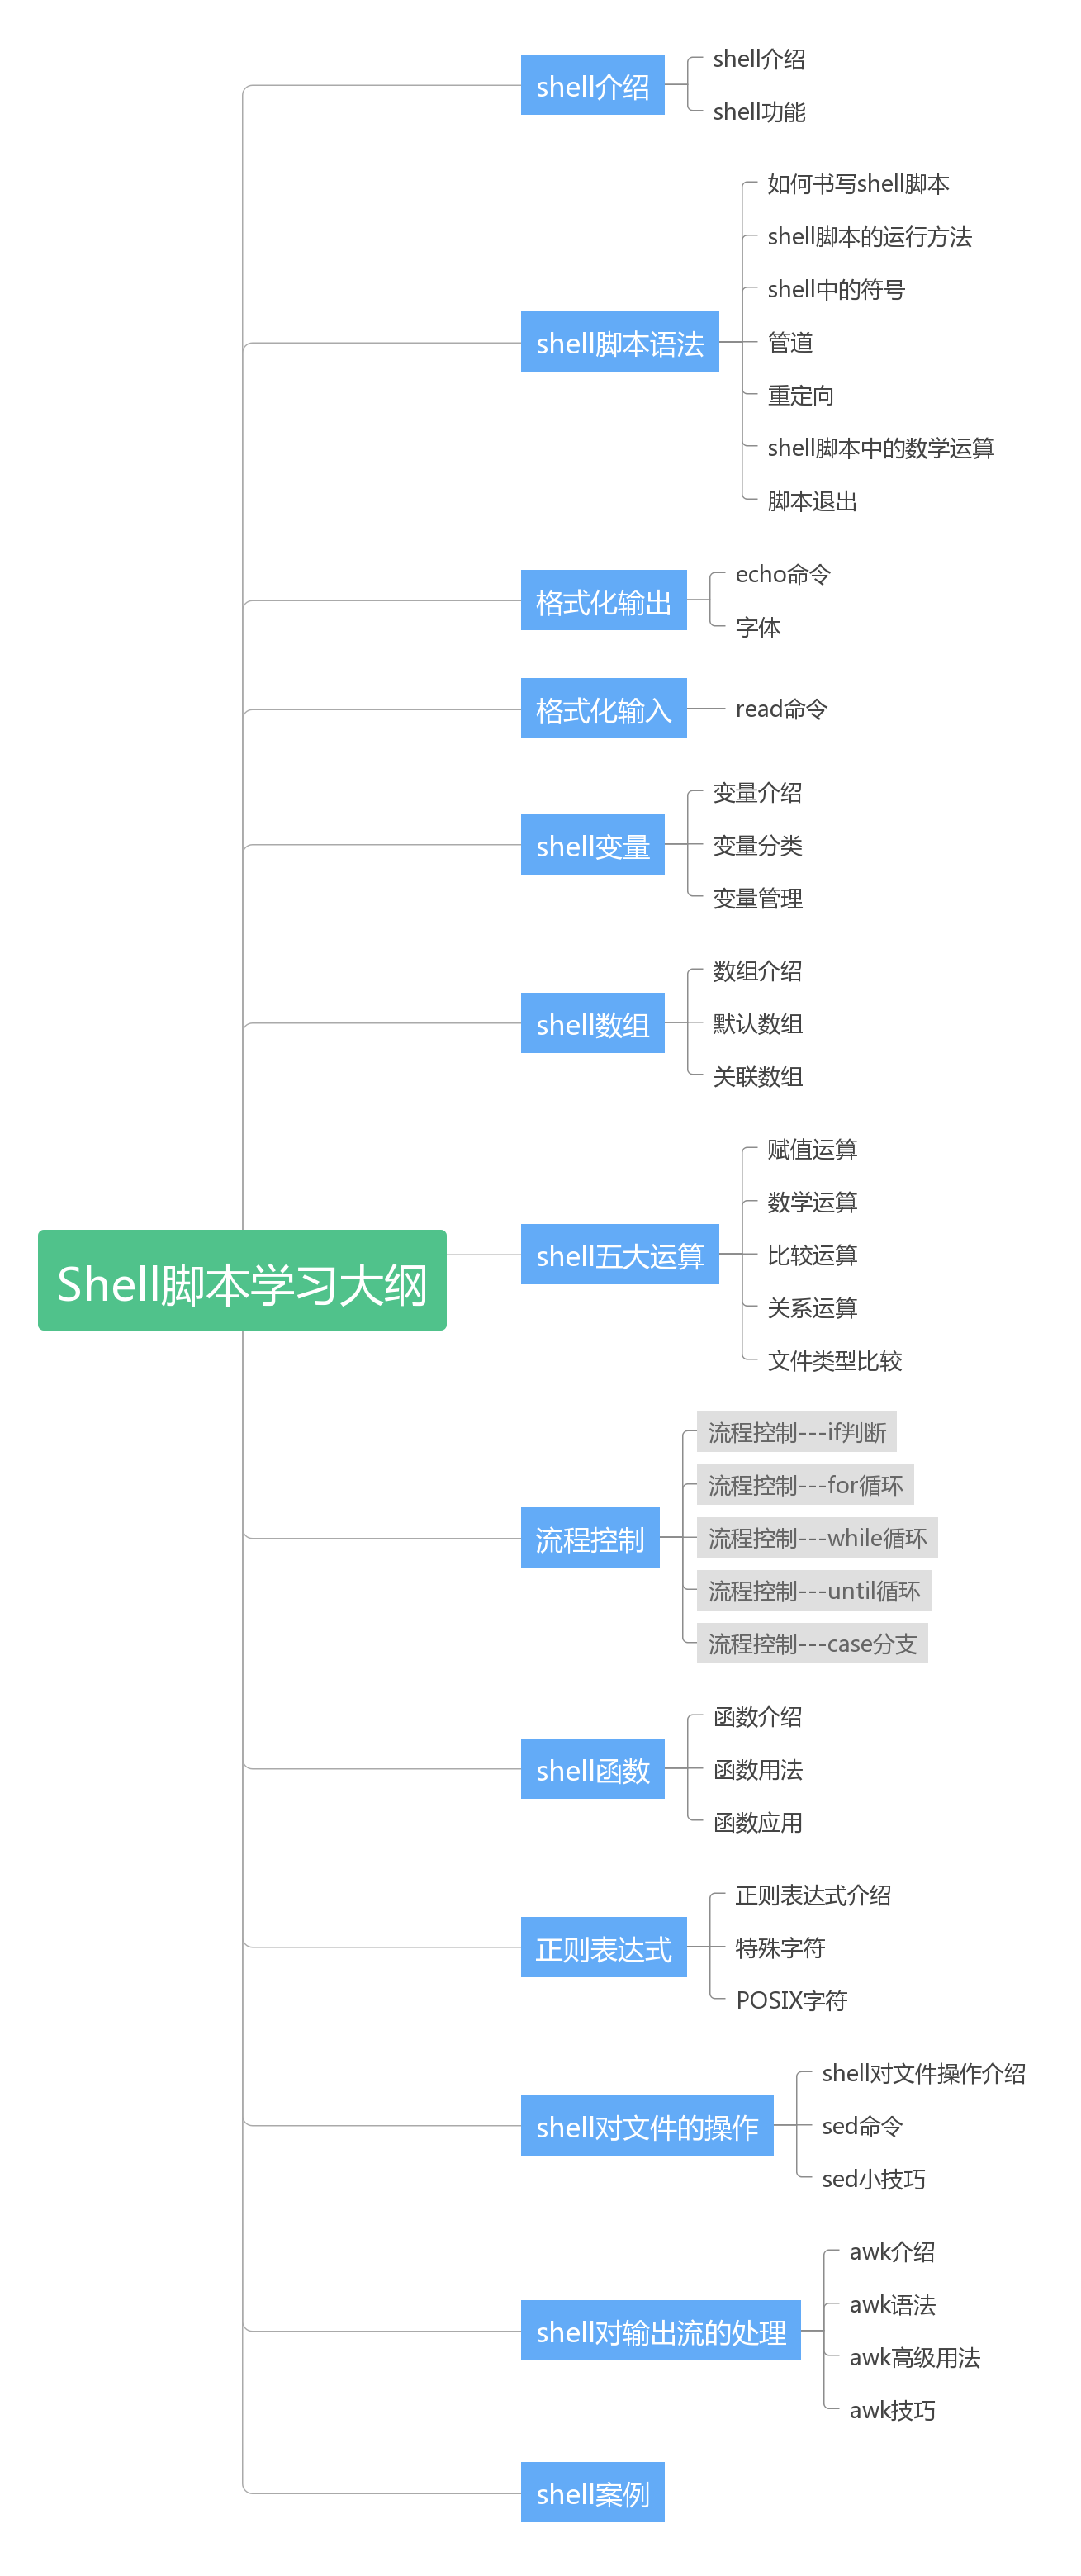 Shell脚本学习大纲
shell介绍
shell介绍
shell功能
shell脚本语法
如何书写shell脚本
shell脚本的运行方法
shell中的符号
管道
重定向
shell脚本中的数学运算
脚本退出
格式化输出
echo命令
字体
格式化输入
read命令
shell变量
变量介绍
变量分类
变量管理
shell数组
数组介绍
默认数组
关联数组
shell五大运算
赋值运算
数学运算
比较运算
关系运算
文件类型比较
流程控制
流程控制---if判断
流程控制---for循环
流程控制---while循环
流程控制---until循环
流程控制---case分支
shell函数
函数介绍
函数用法
函数应用
正则表达式
正则表达式介绍
特殊字符
POSIX字符
shell对文件的操作
shell对文件操作介绍
sed命令
sed小技巧
shell对输出流的处理
awk介绍
awk语法
awk高级用法
awk技巧
shell案例